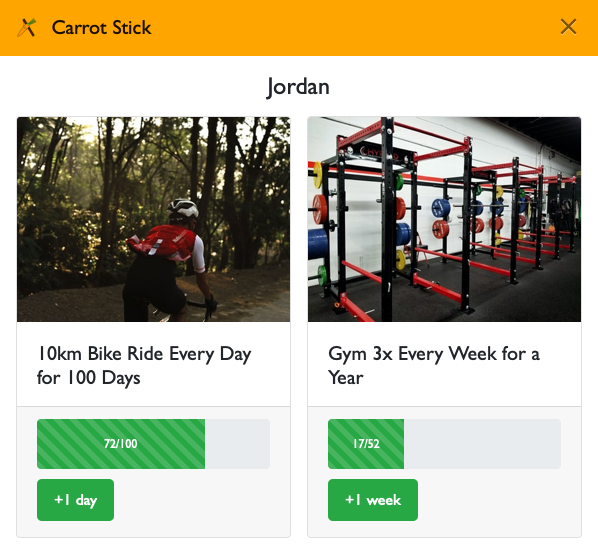 Carrot Stick
Jordan
10km Bike Ride Every Day
for 100 Days
72/100
+1 day
Gym 3x Every Week for a
Year
17/52
+1 week